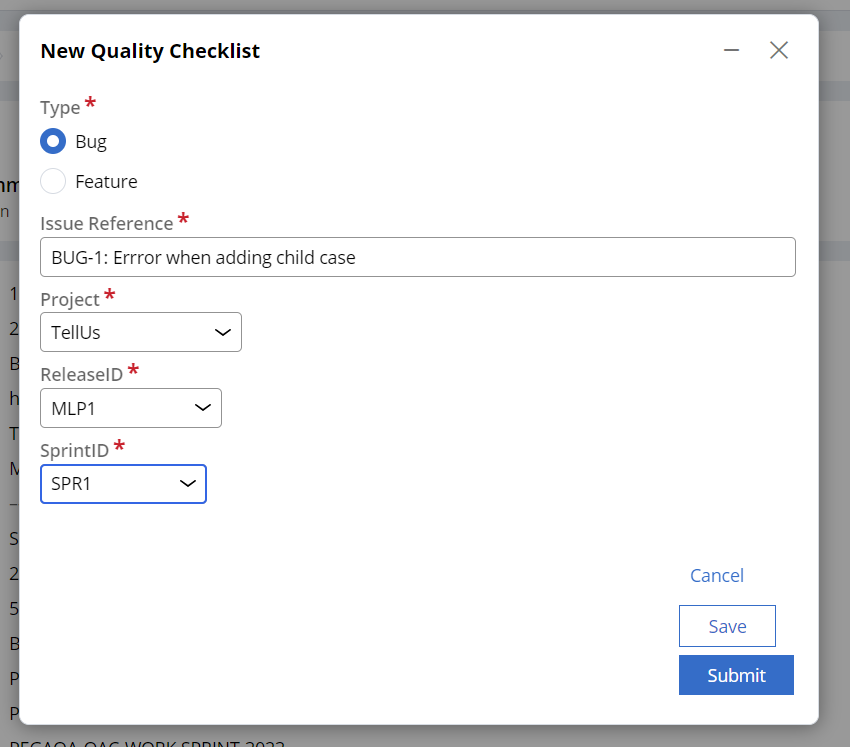 New Quality Checklist
Type *
Bug
Feature
Issue Reference *
BUG-1: Errror when adding child case
Project *
TellUs
ReleaseID *
MLP1
SprintID *
SPR1
Cancel
Save
Submit